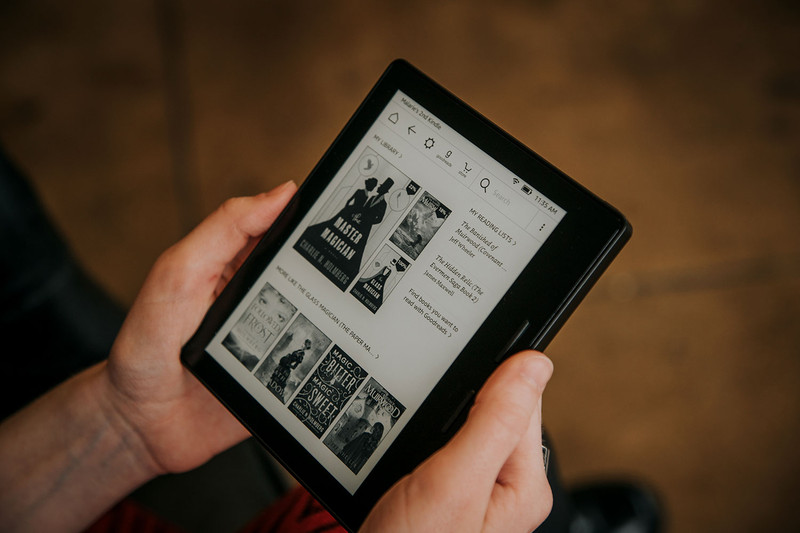 Melanie's 2nd Kindle
11:35 AM
Search
MY LIBRARY >
the
MASTER
MAGICIAN
CHARLIE N. HOLMBERG
GLASS
MAGICIAN
MY READING LISTS >
The Banished of
Muirwood (Covenant ...
Jeff Wheeler
The Hidden Relic (The
Evermen Saga Book 2)
James Maxwell
Find books you want to
read with Goodreads >
MORE LIKE THE GLASS MAGICIAN (THE PAPER MA... >
FROST
MAGIC
BITTER
MAGIC
SWEET
MUIRWOOD